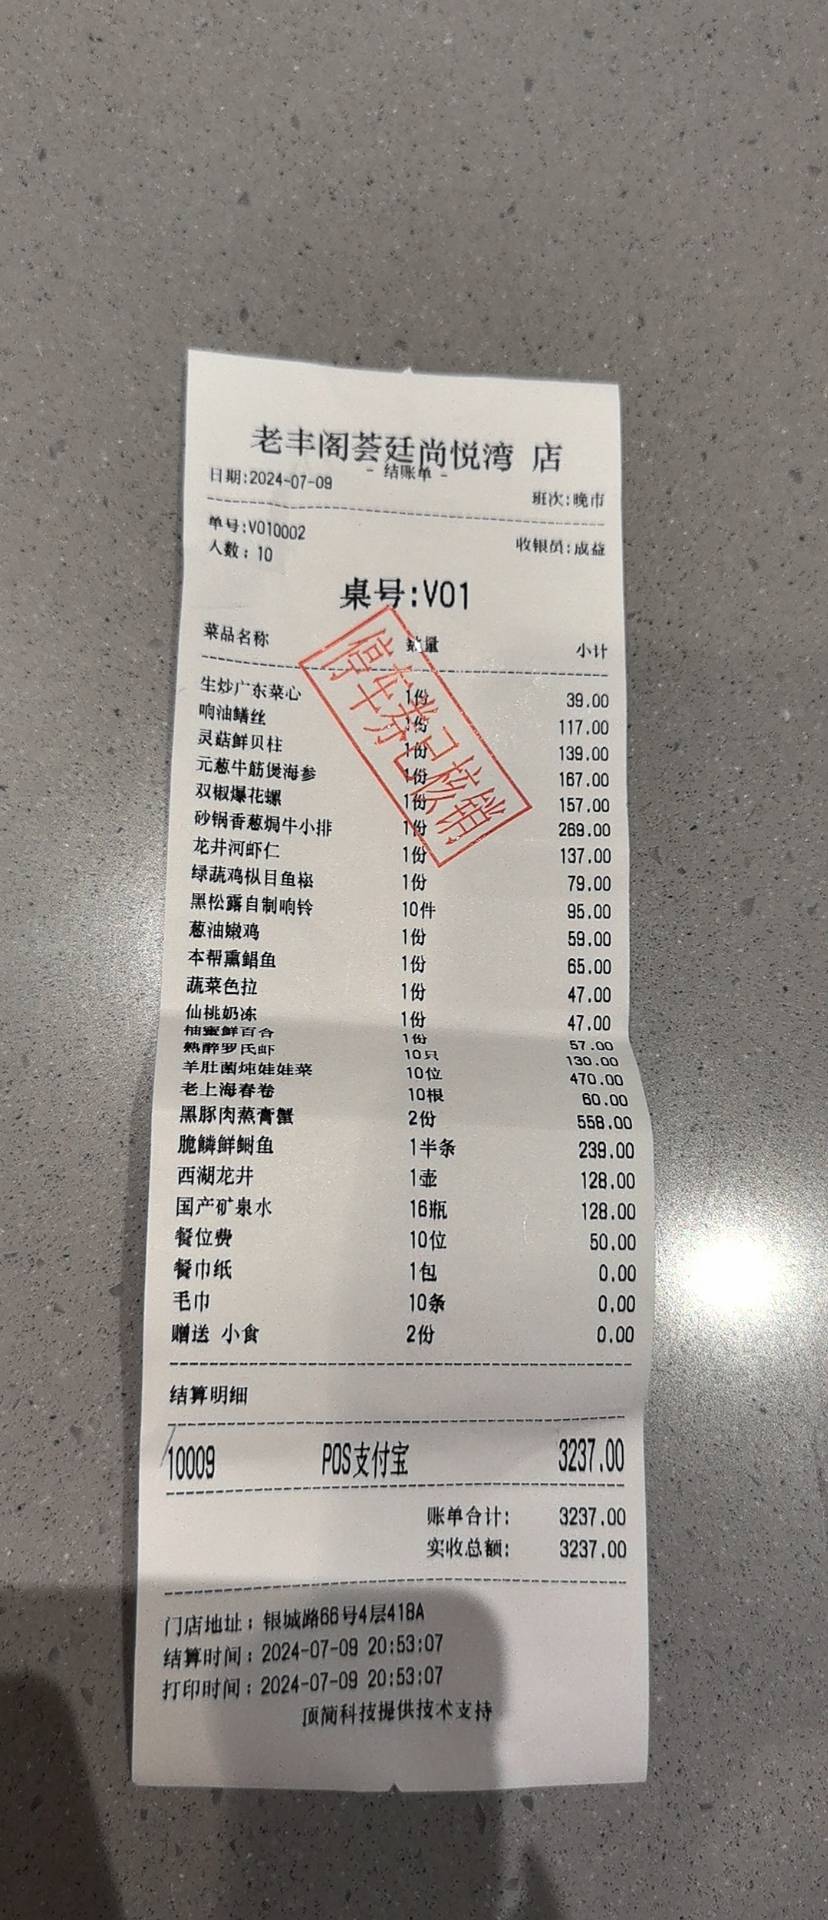 老丰阁荟廷尚悦湾 店
- 结账单 -
日期:2024-07-09 班次:晚市
单号:V010002
人数：10 收银员:成益
桌号:V01
菜品名称 数量 小计
生炒广东菜心 1份 39.00
响油鳝丝 1份 117.00
灵菇鲜贝柱 1份 139.00
元葱牛筋煲海参 1份 167.00
双椒爆花螺 1份 157.00
砂锅香葱焗牛小排 1份 269.00
龙井河虾仁 1份 137.00
绿蔬鸡枞目鱼崧 1份 79.00
黑松露自制响铃 10件 95.00
葱油嫩鸡 1份 59.00
本帮熏鲳鱼 1份 65.00
蔬菜色拉 1份 47.00
仙桃奶冻 1份 47.00
柚蜜鲜百合 1份 57.00
熟醉罗氏虾 10只 130.00
羊肚菌炖娃娃菜 10位 470.00
老上海春卷 10根 60.00
黑豚肉蒸膏蟹 2份 558.00
脆鳞鲜鲥鱼 1半条 239.00
西湖龙井 1壶 128.00
国产矿泉水 16瓶 128.00
餐位费 10位 50.00
餐巾纸 1包 0.00
毛巾 10条 0.00
赠送 小食 2份 0.00
结算明细
10009 POS支付宝 3237.00
账单合计: 3237.00
实收总额: 3237.00
门店地址：银城路66号4层418A
结算时间：2024-07-09 20:53:07
打印时间：2024-07-09 20:53:07
顶简科技提供技术支持
停车券
在岸已核销